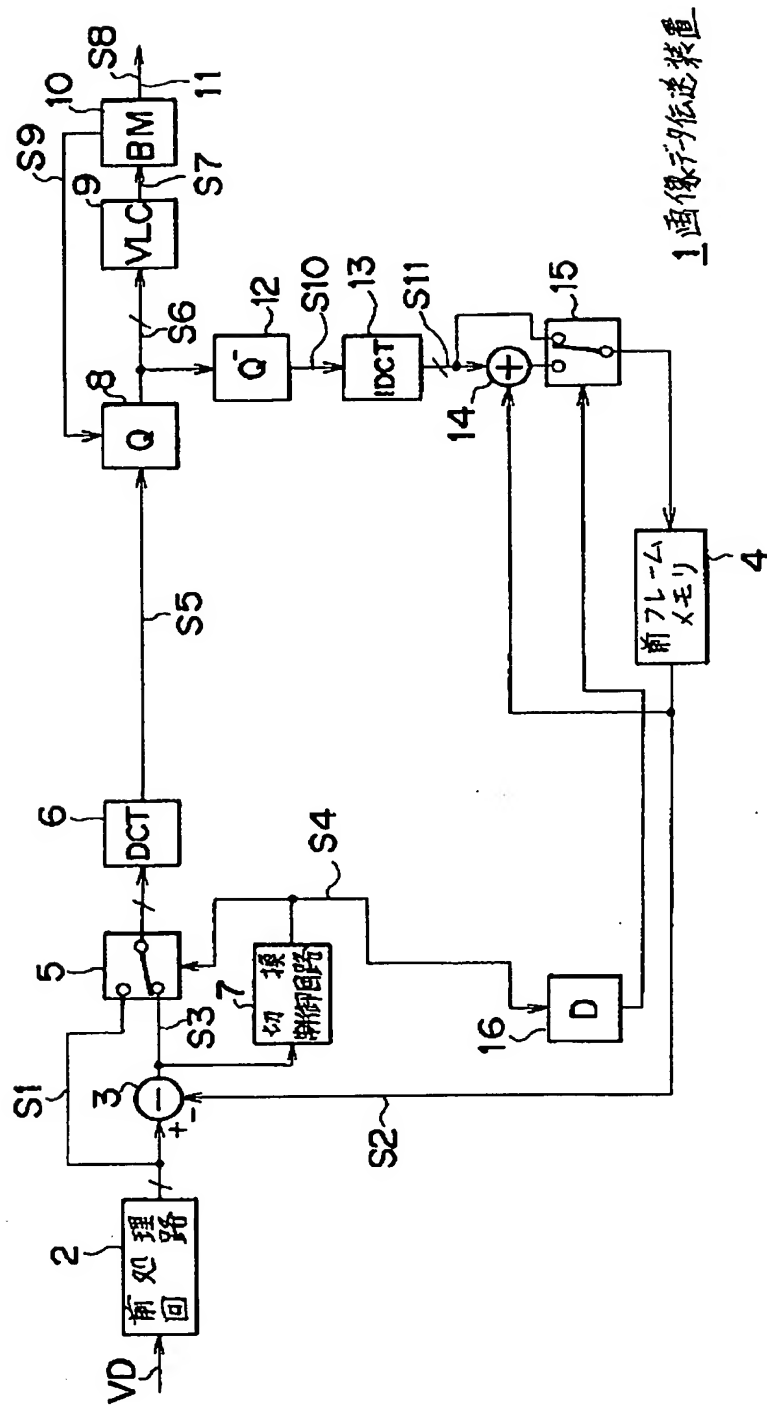 VD
2
前処理
回路
S1
3
+
−
−
S2
S3
5
6
DCT
7
切換
制御回路
S4
16
D
S5
8
Q
S6
9
VLC
S7
10
BM
S8
11
S9
12
Q⁻
S10
13
IDCT
S11
14
+
15
4
前フレーム
メモリ
1 画像データ伝送装置